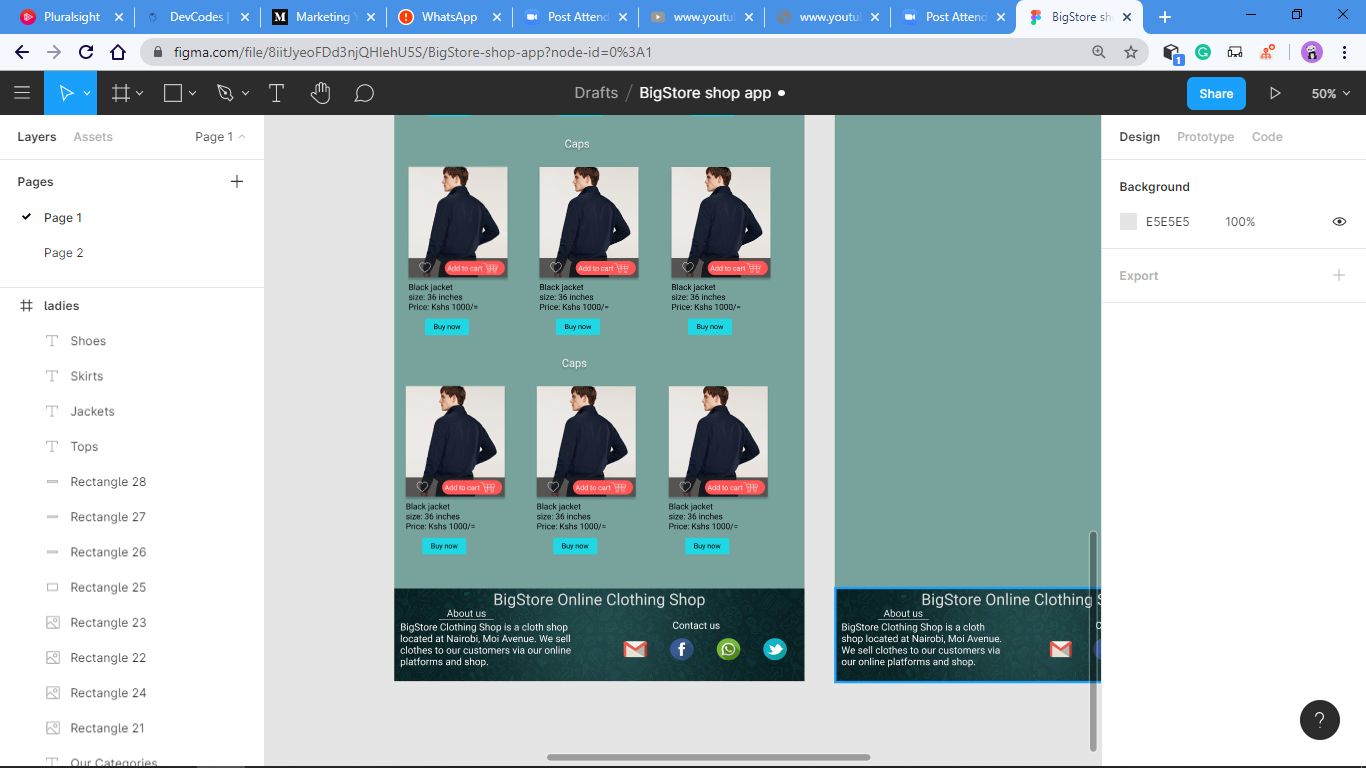 Pluralsight
DevCodes |
M Marketing Y
WhatsApp
Post Attend
www.youtu
www.youtu
Post Attend
BigStore sh
figma.com/file/8iitJyeoFDd3njQHlehU5S/BigStore-shop-app?node-id=0%3A1
1
Drafts / BigStore shop app
Share
50%
Layers
Assets
Page 1
Pages
Page 1
Page 2
ladies
Shoes
Skirts
Jackets
Tops
Rectangle 28
Rectangle 27
Rectangle 26
Rectangle 25
Rectangle 23
Rectangle 22
Rectangle 24
Rectangle 21
Our Categories
Caps
Add to cart
Add to cart
Add to cart
Black jacket
size: 36 inches
Price: Kshs 1000/=
Buy now
Black jacket
size: 36 inches
Price: Kshs 1000/=
Buy now
Black jacket
size: 36 inches
Price: Kshs 1000/=
Buy now
Caps
Add to cart
Add to cart
Add to cart
Black jacket
size: 36 inches
Price: Kshs 1000/=
Buy now
Black jacket
size: 36 inches
Price: Kshs 1000/=
Buy now
Black jacket
size: 36 inches
Price: Kshs 1000/=
Buy now
BigStore Online Clothing Shop
About us
BigStore Clothing Shop is a cloth shop
located at Nairobi, Moi Avenue. We sell
clothes to our customers via our online
platforms and shop.
Contact us
BigStore Online Clothing S
About us
BigStore Clothing Shop is a cloth
shop located at Nairobi, Moi Avenue.
We sell clothes to our customers via
our online platforms and shop.
Design
Prototype
Code
Background
E5E5E5
100%
Export
?